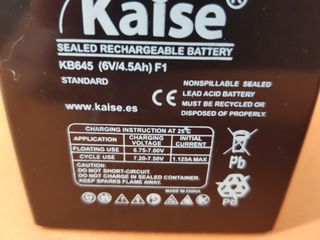 Kaise®
SEALED RECHARGEABLE BATTERY
KB645 (6V/4.5Ah) F1
STANDARD
www.kaise.es
CE
NONSPILLABLE SEALED
LEAD ACID BATTERY
MUST BE RECYCLED OR
DISPOSED OF PROPERLY.
CHARGING INSTRUCTION AT 25°C
APPLICATION CHARGING VOLTAGE INITIAL CURRENT
FLOATING USE 6.75-7.00V
CYCLE USE 7.20-7.50V 1.125A MAX
DO NOT SHORT-CIRCUIT.
DO NOT CHARGE IN SEALED CONTAINER.
KEEP SPARKS FLAME AWAY.
MADE IN CHINA
Pb
Pb